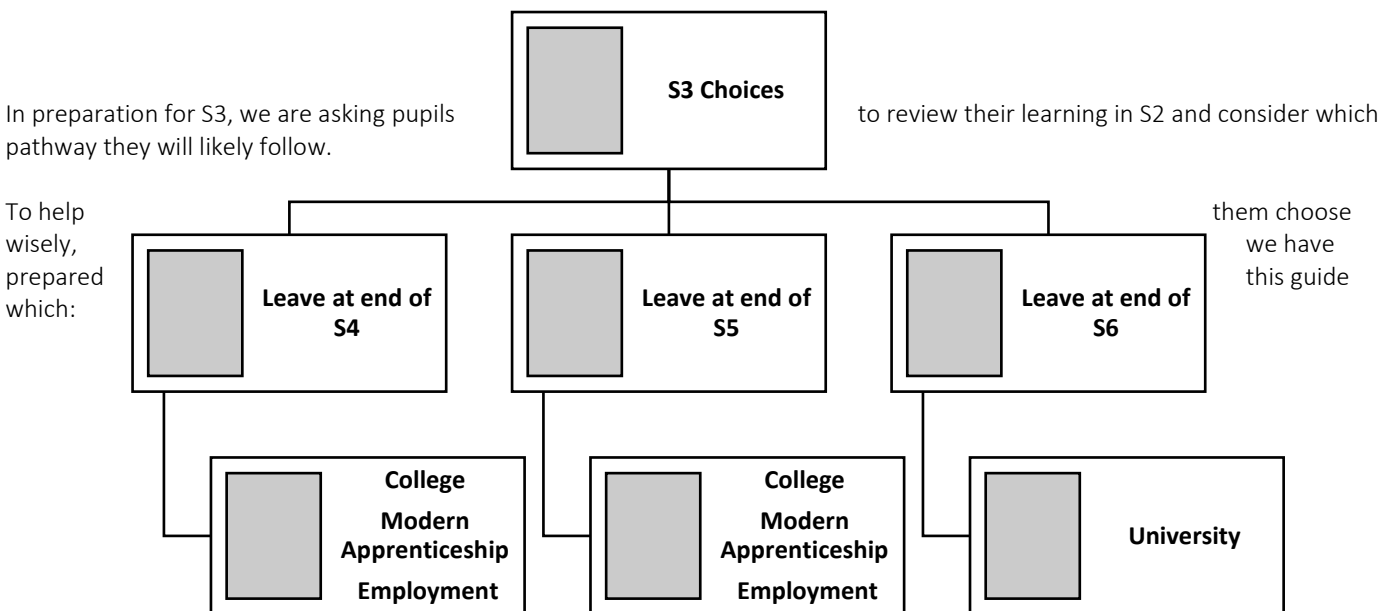 S3 Choices
In preparation for S3, we are asking pupils to review their learning in S2 and consider which
pathway they will likely follow.
To help them choose
wisely, we have
prepared this guide
which:
Leave at end of
S4
Leave at end of
S5
Leave at end of
S6
College
Modern
Apprenticeship
Employment
College
Modern
Apprenticeship
Employment
University